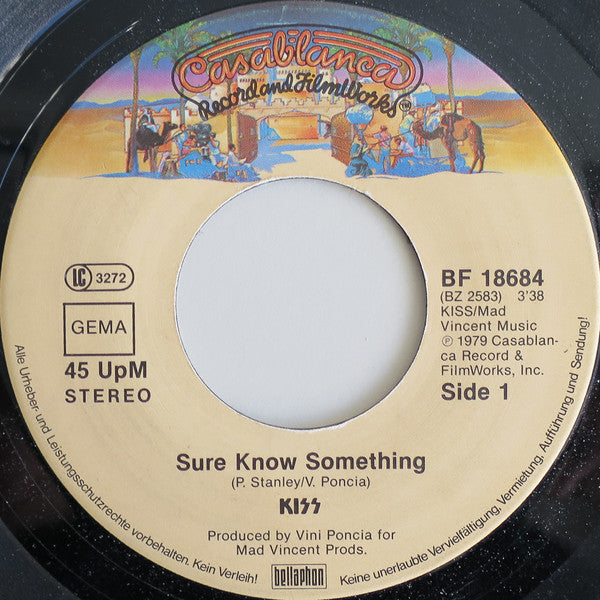 Casablanca
Record and FilmWorks
LC 3272
GEMA
45 UpM
STEREO
BF 18684
(BZ 2583) 3'38
KISS/Mad
Vincent Music
℗ 1979 Casablan-
ca Record &
FilmWorks, Inc.
Side 1
Sure Know Something
(P. Stanley/V. Poncia)
KISS
Produced by Vini Poncia for
Mad Vincent Prods.
bellaphon
Alle Urheber- und Leistungsschutzrechte vorbehalten. Kein Verleih! Keine unerlaubte Vervielfältigung, Vermietung, Aufführung und Sendung!